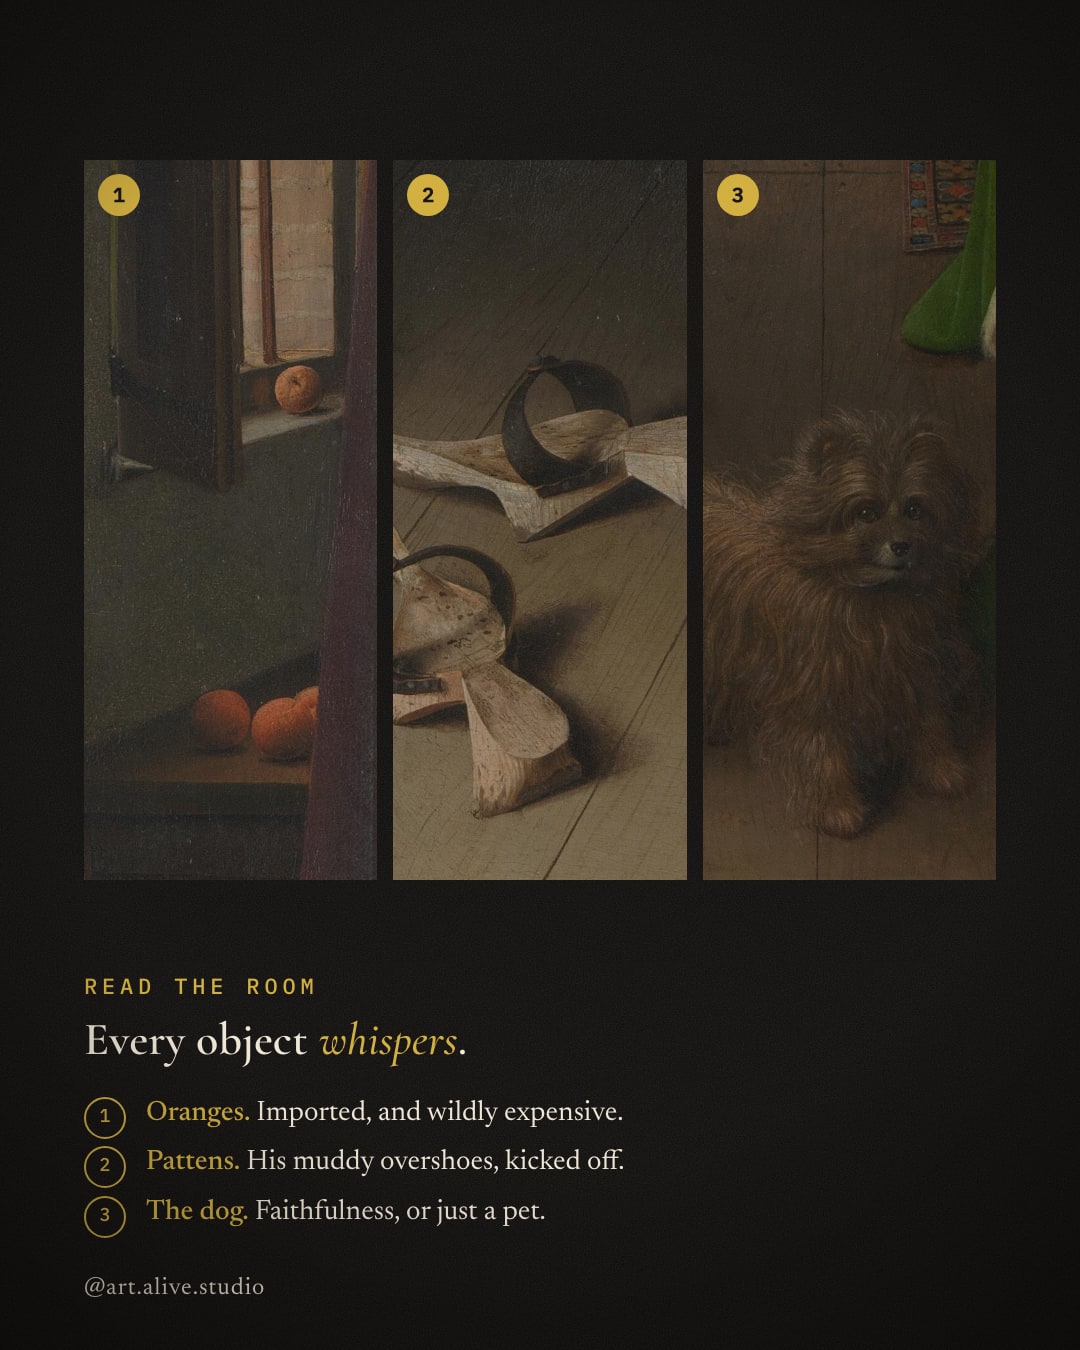 1
2
3
READ THE ROOM
Every object whispers.
1 Oranges. Imported, and wildly expensive.
2 Pattens. His muddy overshoes, kicked off.
3 The dog. Faithfulness, or just a pet.
@art.alive.studio